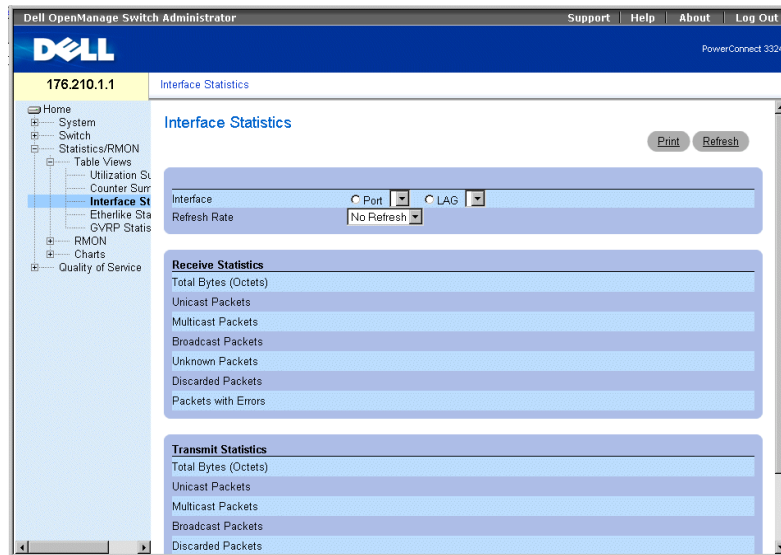 Dell OpenManage Switch Administrator Support Help About Log Out
DELL
PowerConnect 3324
176.210.1.1
Interface Statistics
Home
System
Switch
Statistics/RMON
Table Views
Utilization Su
Counter Sum
Interface St
Etherlike Sta
GVRP Statis
RMON
Charts
Quality of Service
Interface Statistics
Print Refresh
Interface Port LAG
Refresh Rate No Refresh
Receive Statistics
Total Bytes (Octets)
Unicast Packets
Multicast Packets
Broadcast Packets
Unknown Packets
Discarded Packets
Packets with Errors
Transmit Statistics
Total Bytes (Octets)
Unicast Packets
Multicast Packets
Broadcast Packets
Discarded Packets